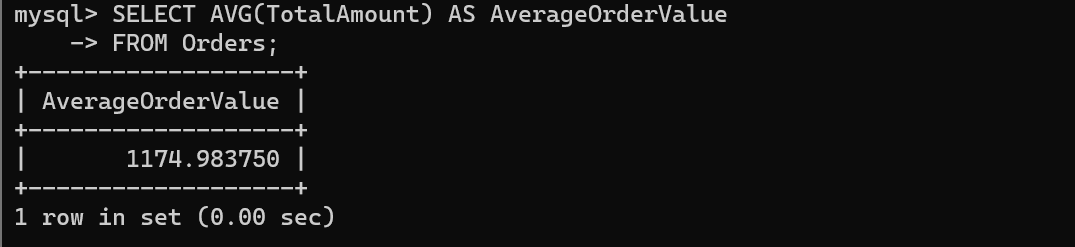 mysql> SELECT AVG(TotalAmount) AS AverageOrderValue
    -> FROM Orders;
+-------------------+
| AverageOrderValue |
+-------------------+
|       1174.983750 |
+-------------------+
1 row in set (0.00 sec)